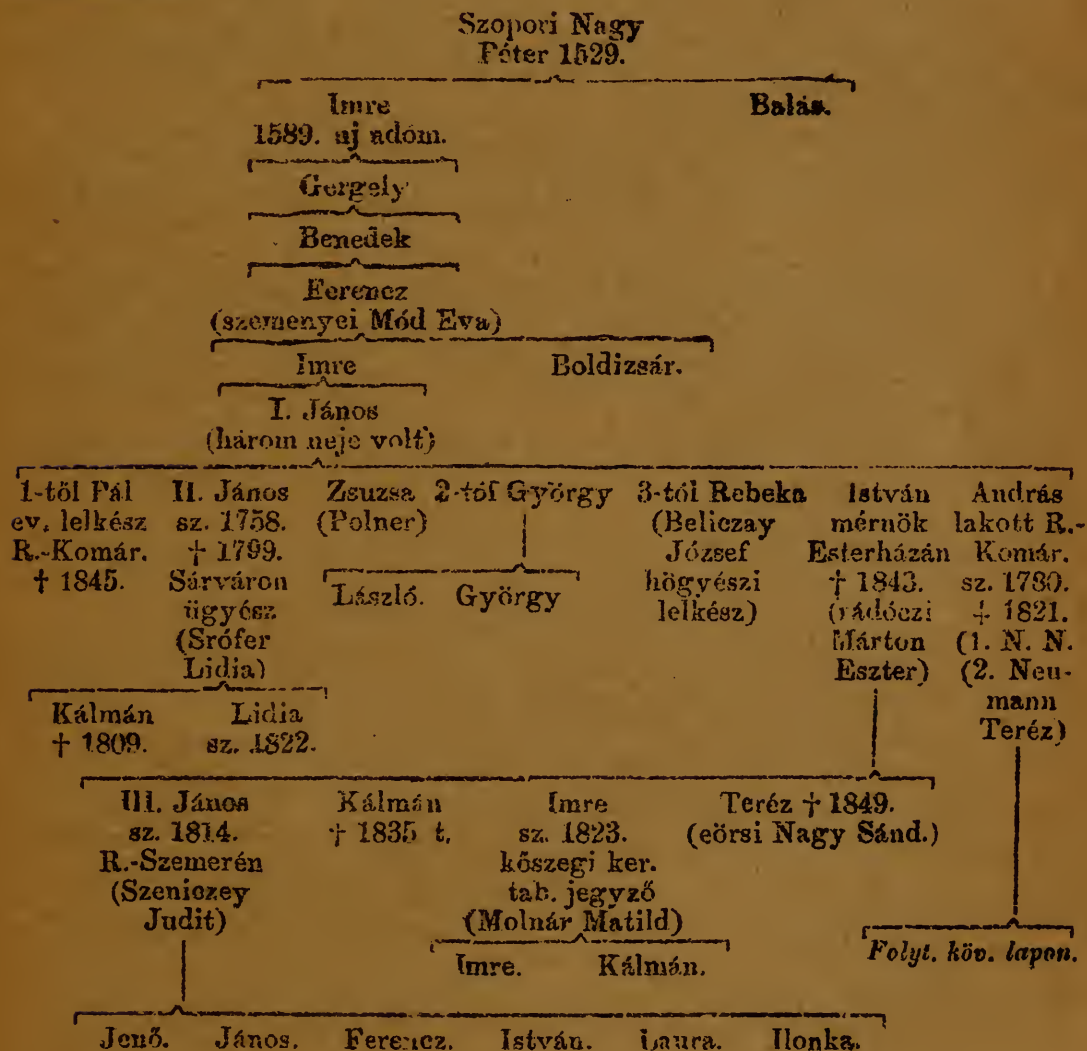 Szopori Nagy
Péter 1529.
Imre Balás.
1589. uj adom.
Gergely
Benedek
Ferencz
(szemenyei Mód Eva)
Imre Boldizsár.
I. János
(három neje volt)
1-től Pál II. János Zsuzsa 2-tól György 3-tól Rebeka István András
ev. lelkész sz. 1758. (Polner) (Beliczay mérnök lakott R.-
R.-Komár. † 1799. József Esterházán Komár.
† 1845. Sárváron László. György högyészi † 1843. sz. 1780.
ügyész lelkész) (rádóczi † 1821.
(Srófer Márton (1. N. N.
Lidia) Eszter) (2. Neu-
Kálmán Lidia mann
† 1809. sz. 1822. Teréz)
III. János Kálmán Imre Teréz † 1849.
sz. 1814. † 1835 t. sz. 1823. (eörsi Nagy Sánd.)
R.-Szemerén kőszegi ker.
(Szeniczey tab. jegyző
Judit) (Molnár Matild)
Imre. Kálmán. Folyt. köv. lapon.
Jenő. János. Ferencz. István. Laura. Ilonka.